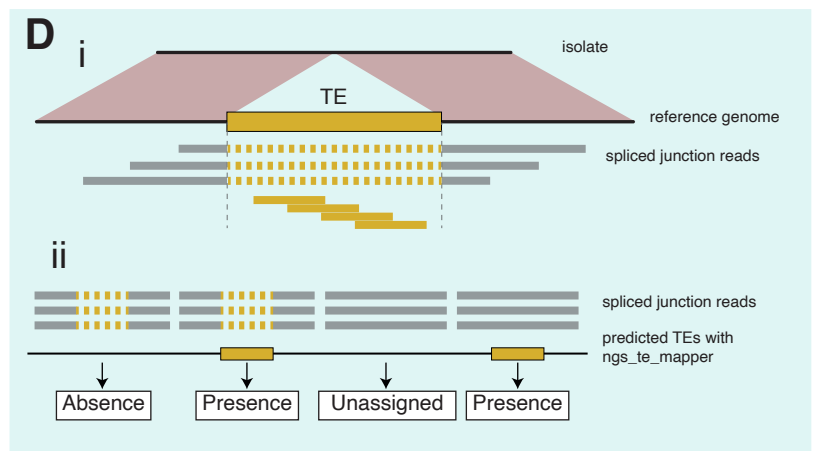 D
i
isolate
TE
reference genome
spliced junction reads
ii
spliced junction reads
predicted TEs with
ngs_te_mapper
Absence
Presence
Unassigned
Presence